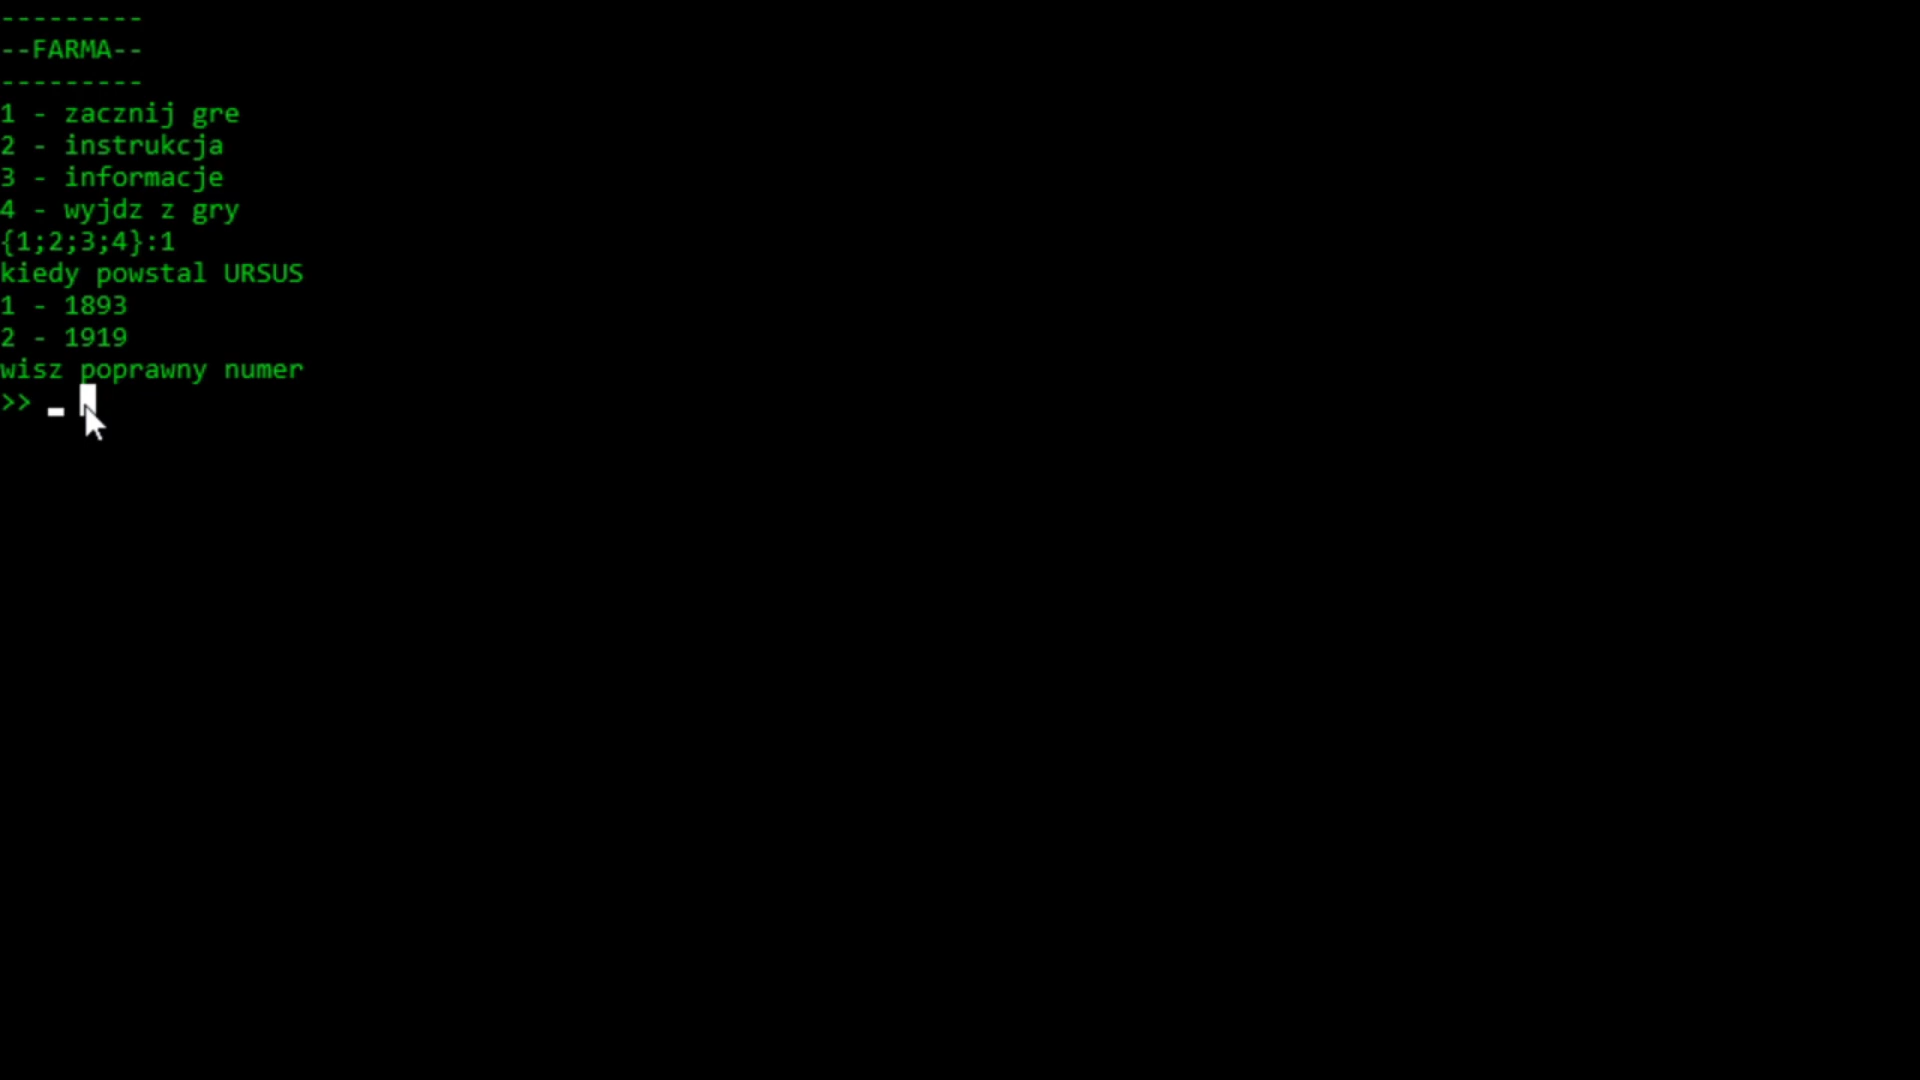 ---------
--FARMA--
---------
1 - zacznij gre
2 - instrukcja
3 - informacje
4 - wyjdz z gry
{1;2;3;4}:1
kiedy powstal URSUS
1 - 1893
2 - 1919
wisz poprawny numer
>> _